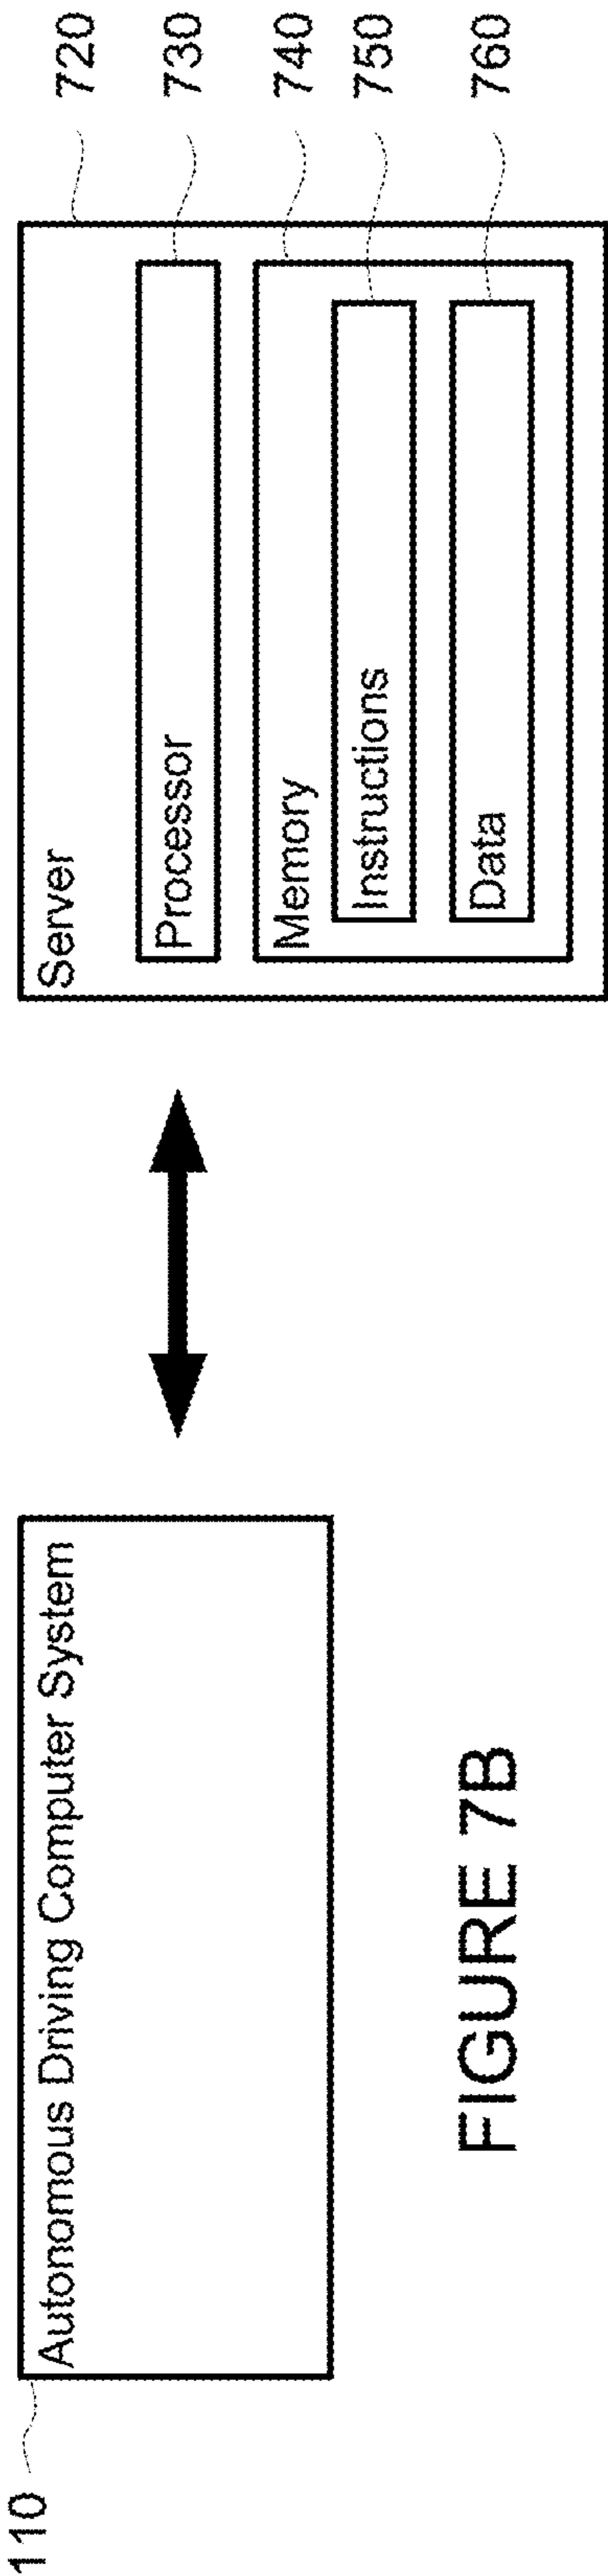 110
Autonomous Driving Computer System
Server
720
Processor
730
Memory
740
Instructions
750
Data
760
FIGURE 7B